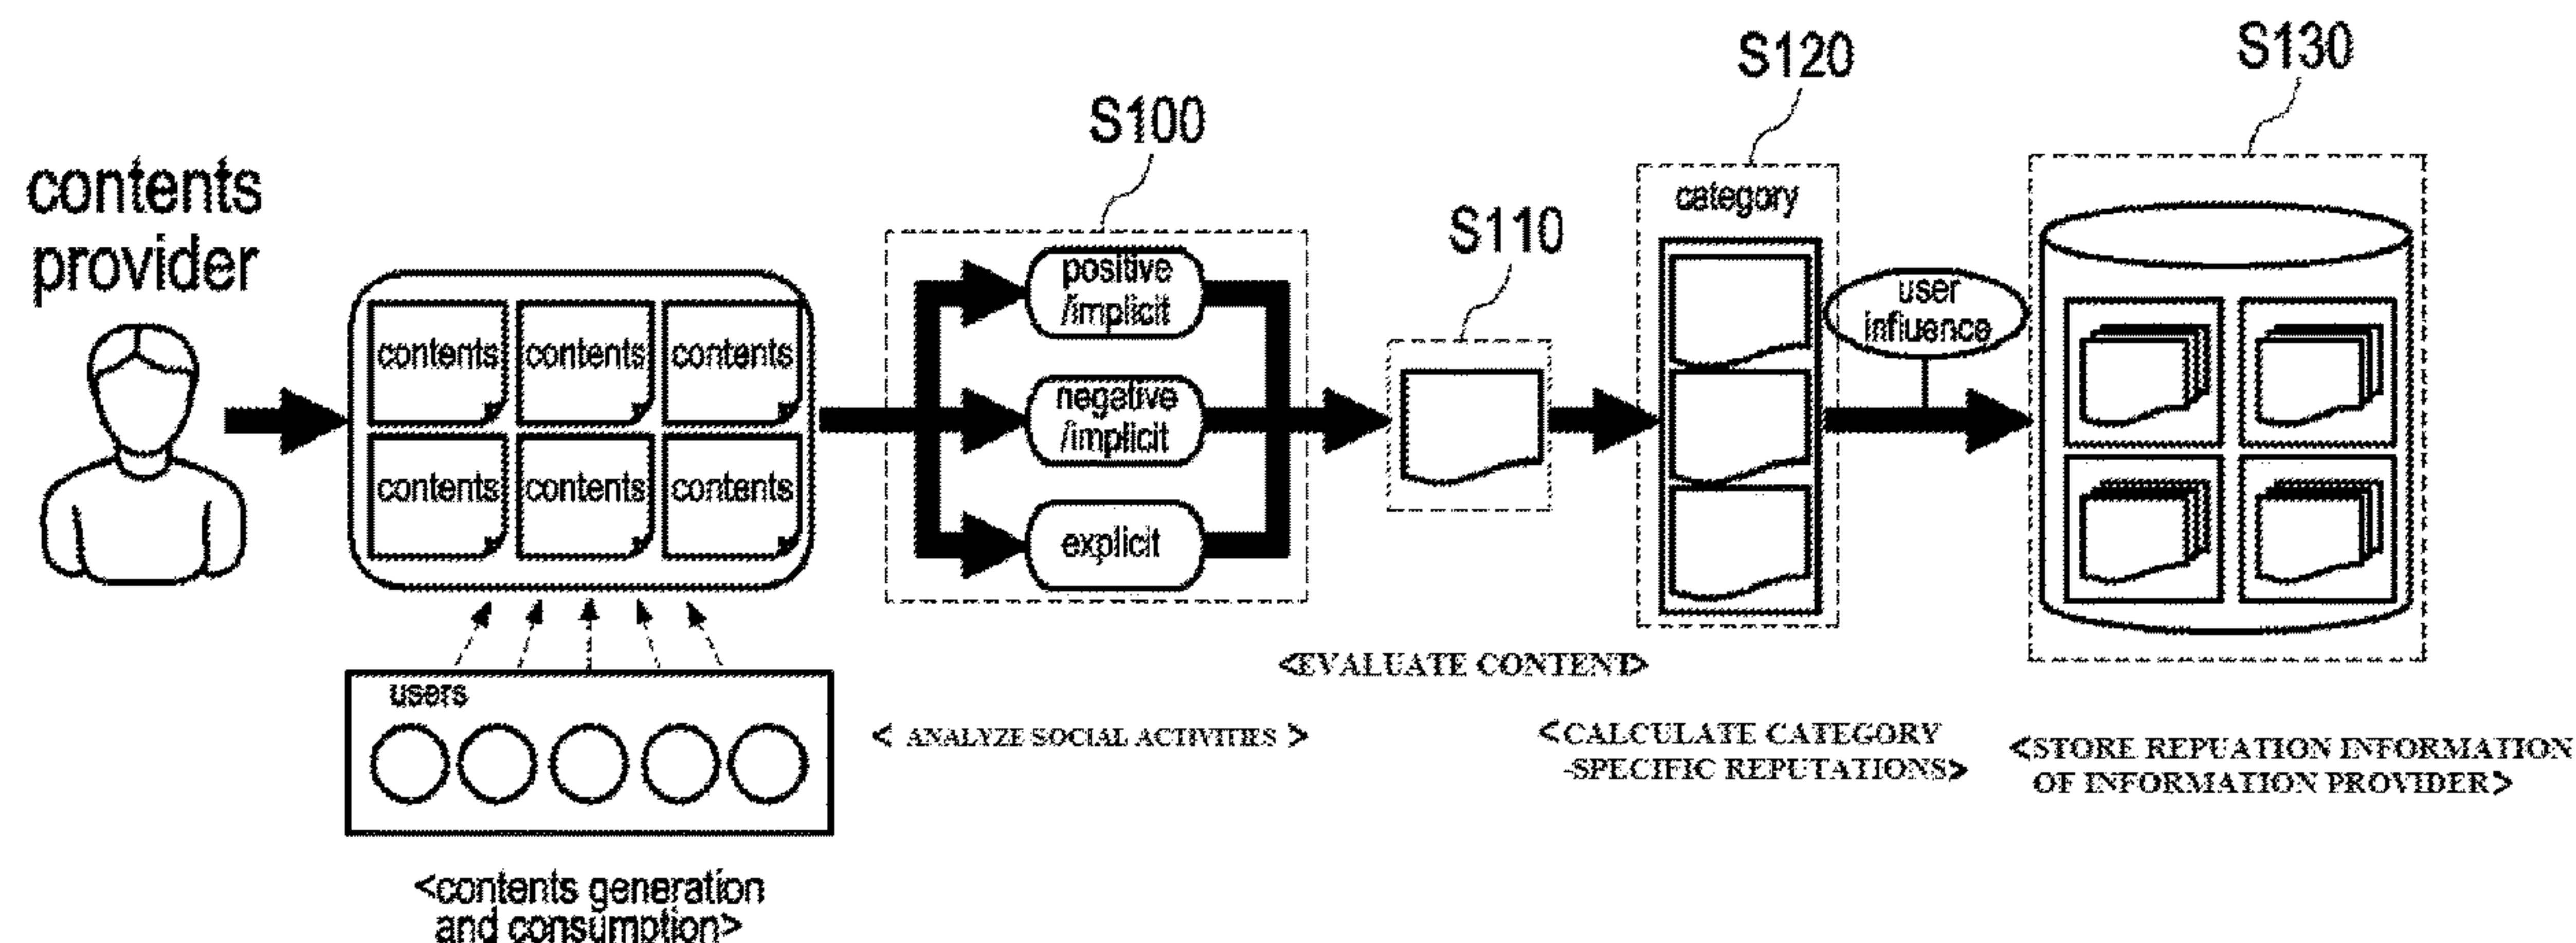 contents
provider
contents contents contents
contents contents contents
users
<contents generation
and consumption>
S100
positive
/implicit
negative
/implicit
explicit
< ANALYZE SOCIAL ACTIVITIES >
S110
<EVALUATE CONTENT>
S120
category
<CALCULATE CATEGORY
-SPECIFIC REPUTATIONS>
user
influence
S130
<STORE REPUATION INFORMATION
OF INFORMATION PROVIDER>